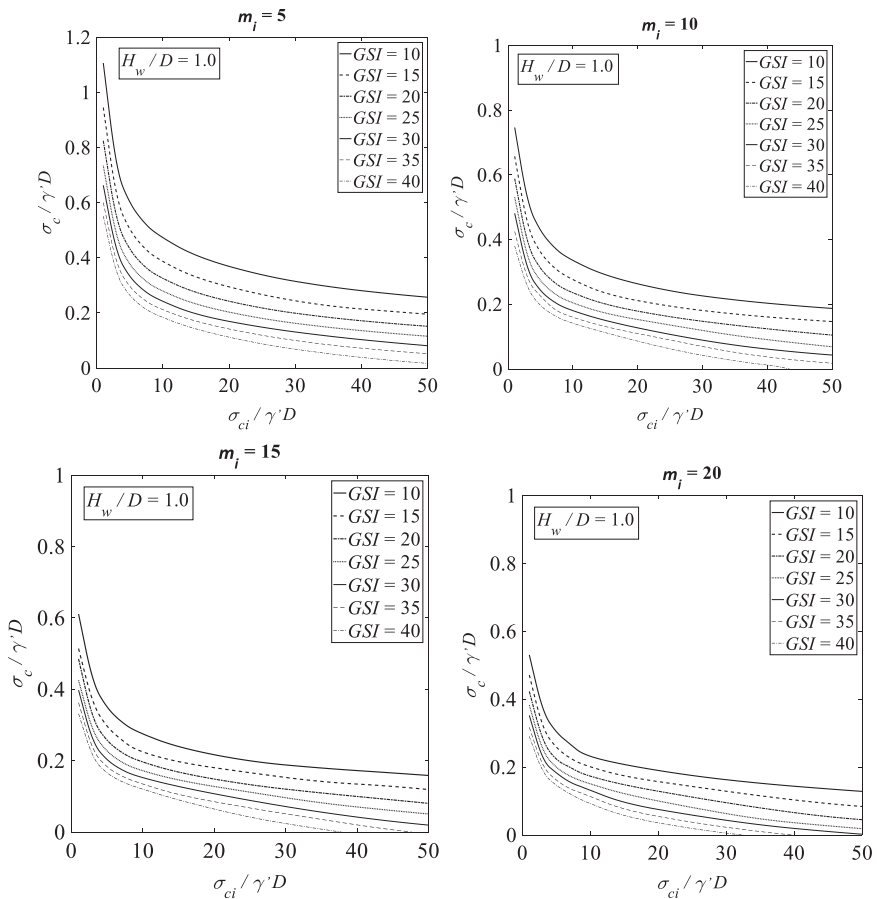 m_i = 5
H_w / D = 1.0
GSI = 10
GSI = 15
GSI = 20
GSI = 25
GSI = 30
GSI = 35
GSI = 40
1.2
1
0.8
0.6
0.4
0.2
0
σ_c / γ'D
0 10 20 30 40 50
σ_ci / γ'D
m_i = 10
H_w / D = 1.0
GSI = 10
GSI = 15
GSI = 20
GSI = 25
GSI = 30
GSI = 35
GSI = 40
1
0.8
0.6
0.4
0.2
0
σ_c / γ'D
0 10 20 30 40 50
σ_ci / γ'D
m_i = 15
H_w / D = 1.0
GSI = 10
GSI = 15
GSI = 20
GSI = 25
GSI = 30
GSI = 35
GSI = 40
1
0.8
0.6
0.4
0.2
0
σ_c / γ'D
0 10 20 30 40 50
σ_ci / γ'D
m_i = 20
H_w / D = 1.0
GSI = 10
GSI = 15
GSI = 20
GSI = 25
GSI = 30
GSI = 35
GSI = 40
1
0.8
0.6
0.4
0.2
0
σ_c / γ'D
0 10 20 30 40 50
σ_ci / γ'D